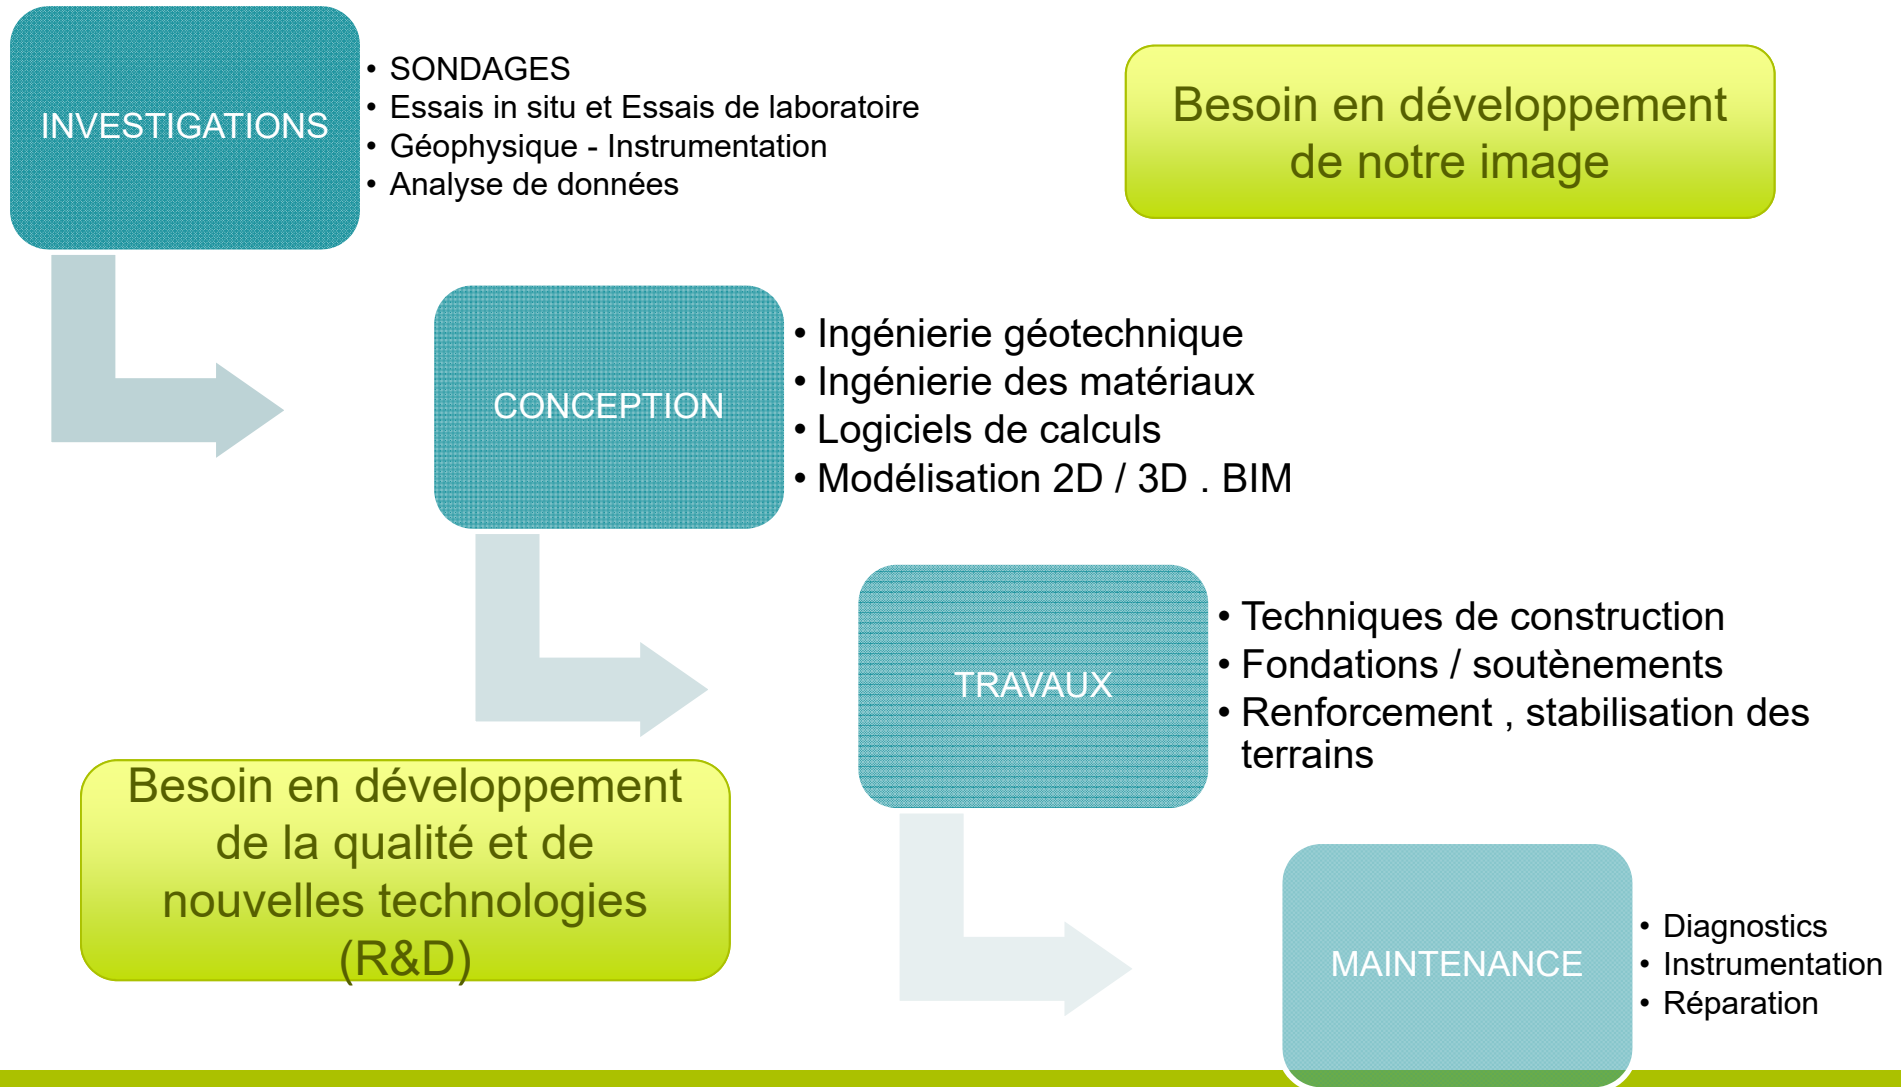 INVESTIGATIONS
• SONDAGES
• Essais in situ et Essais de laboratoire
• Géophysique - Instrumentation
• Analyse de données
Besoin en développement
de notre image
CONCEPTION
• Ingénierie géotechnique
• Ingénierie des matériaux
• Logiciels de calculs
• Modélisation 2D / 3D . BIM
TRAVAUX
• Techniques de construction
• Fondations / soutènements
• Renforcement , stabilisation des
terrains
Besoin en développement
de la qualité et de
nouvelles technologies
(R&D)
MAINTENANCE
• Diagnostics
• Instrumentation
• Réparation